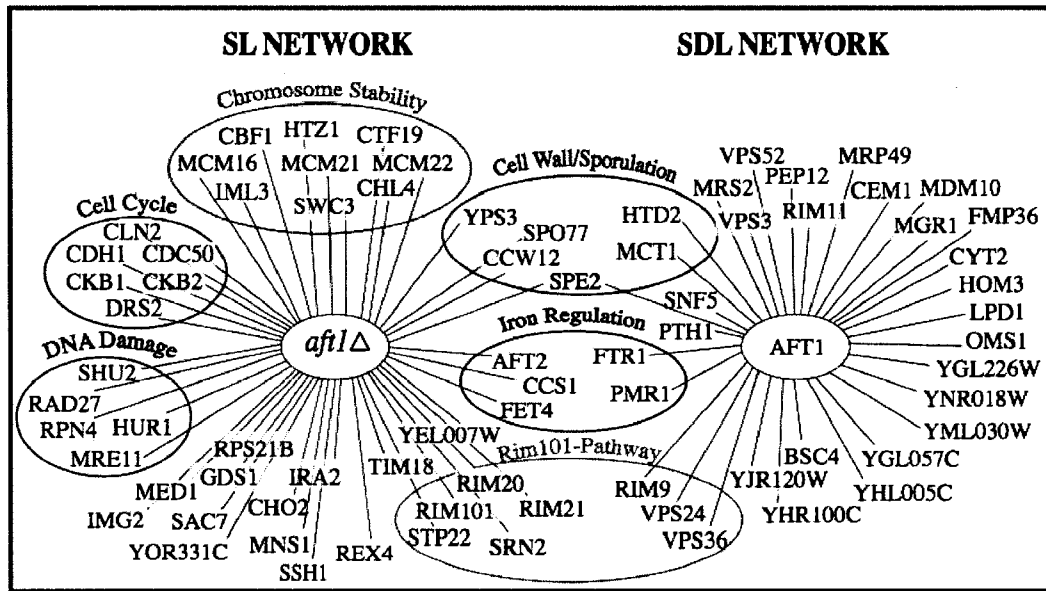 SL NETWORK
SDL NETWORK
Chromosome Stability
CBF1 HTZ1 CTF19
MCM16 MCM21 MCM22
IML3 CHL4
SWC3
Cell Cycle
CLN2
CDH1 CDC50
CKB1 CKB2
DRS2
DNA Damage
SHU2
RAD27
RPN4 HUR1
MRE11
aft1Δ
RPS21B
MED1 GDS1 IRA2
IMG2 SAC7 CHO2
YOR331C MNS1 REX4
SSH1
Cell Wall/Sporulation
YPS3 HTD2
SPO77
CCW12 MCT1
SPE2
Iron Regulation
AFT2 FTR1
CCS1
FET4 PMR1
YEL007W
TIM18
Rim101-Pathway
RIM20
RIM101 RIM21
STP22 SRN2
RIM9
VPS24
VPS36
SNF5
PTH1
AFT1
VPS52 MRP49
PEP12
MRS2 CEM1 MDM10
VPS3 RIM11 MGR1 FMP36
CYT2
HOM3
LPD1
OMS1
YGL226W
YNR018W
YML030W
BSC4 YGL057C
YJR120W YHL005C
YHR100C